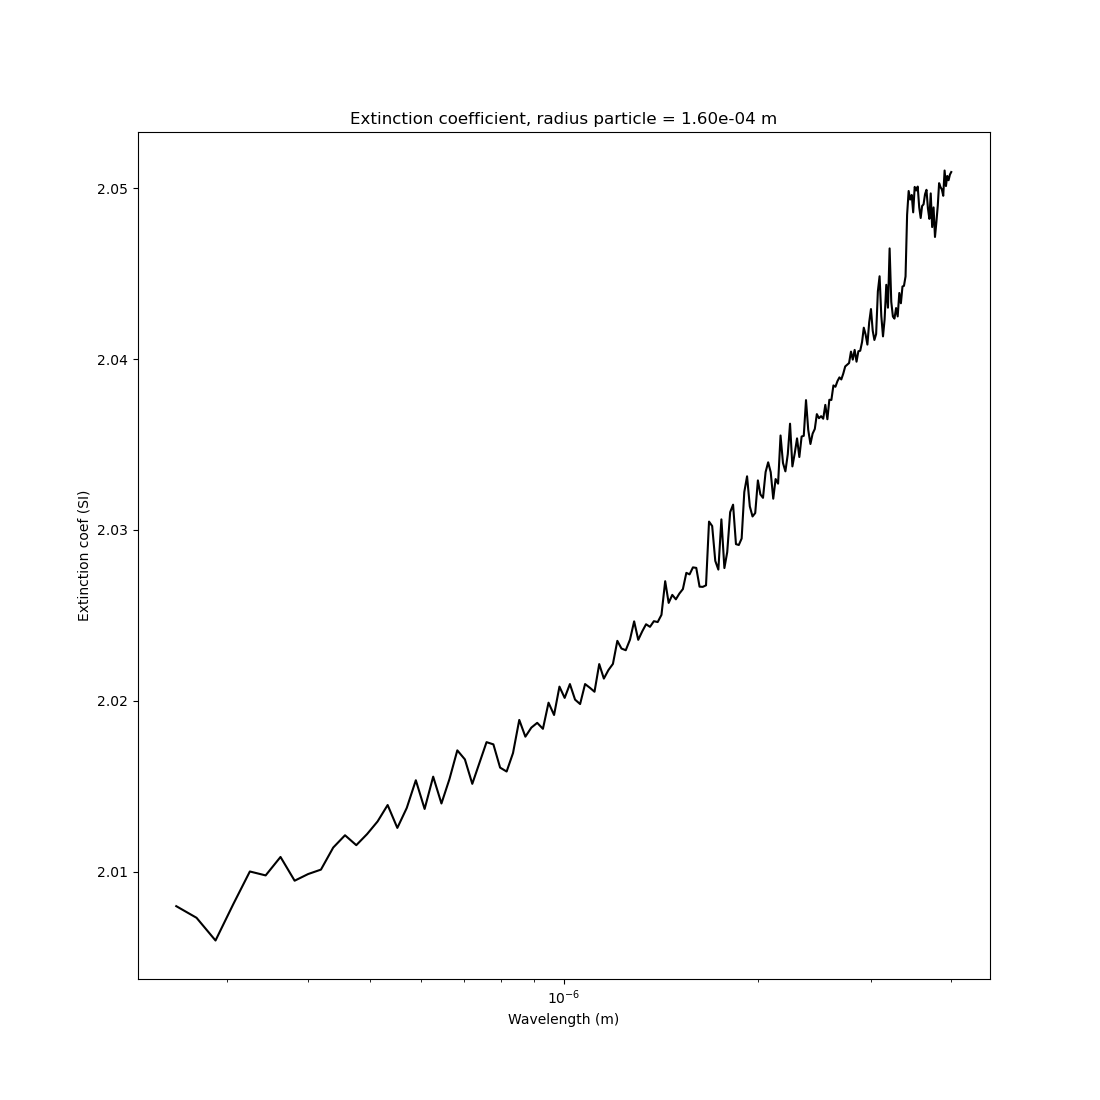 Extinction coefficient, radius particle = 1.60e-04 m
2.05
2.04
2.03
2.02
2.01
Extinction coef (SI)
10⁻⁶
Wavelength (m)